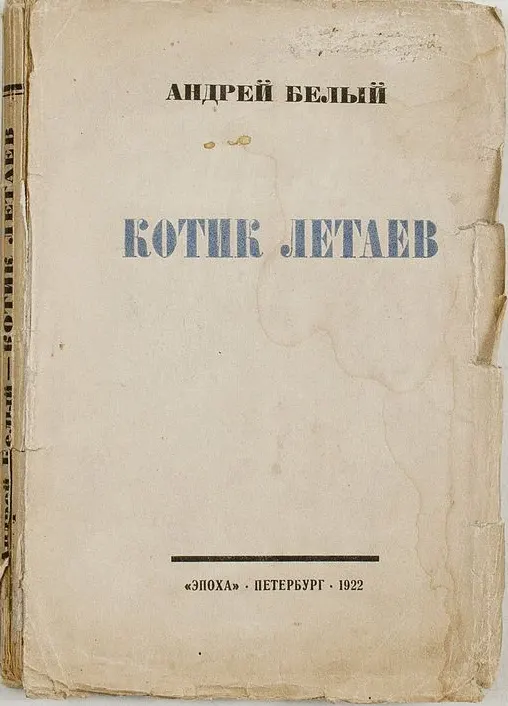 АНДРЕЙ БЕЛЫЙ
КОТИК ЛЕТАЕВ
«ЭПОХА» · ПЕТЕРБУРГ · 1922
Андрей Белый — КОТИК ЛЕТАЕВ